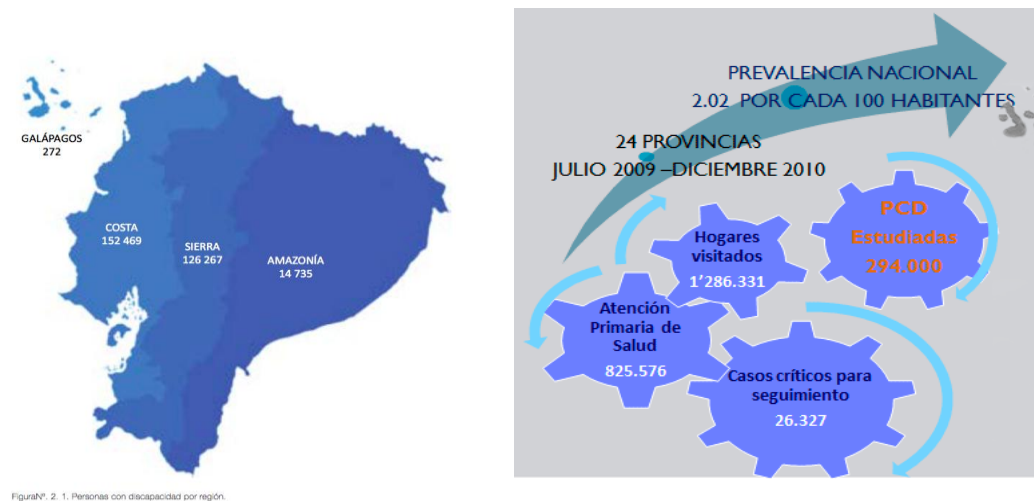 GALÁPAGOS
272
COSTA
152 469
SIERRA
126 267
AMAZONÍA
14 735
FiguraNº. 2. 1. Personas con discapacidad por región.
PREVALENCIA NACIONAL
2.02 POR CADA 100 HABITANTES
24 PROVINCIAS
JULIO 2009 –DICIEMBRE 2010
PCD
Estudiadas
294.000
Hogares
visitados
1’286.331
Atención
Primaria de
Salud
825.576
Casos críticos para
seguimiento
26.327